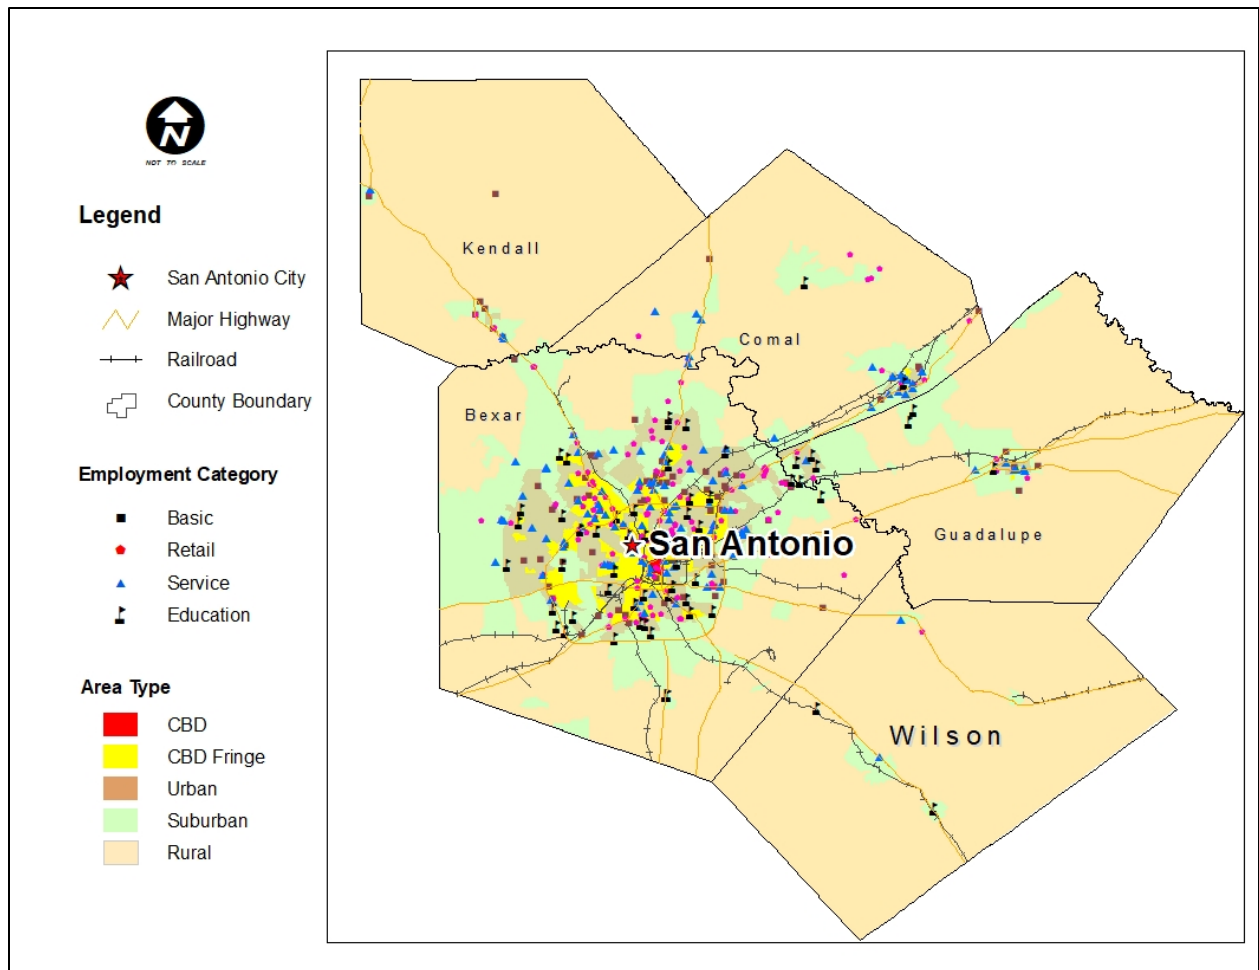 N
NOT TO SCALE
Legend
San Antonio City
Major Highway
Railroad
County Boundary
Employment Category
Basic
Retail
Service
Education
Area Type
CBD
CBD Fringe
Urban
Suburban
Rural
Kendall
Comal
Bexar
San Antonio
Guadalupe
Wilson